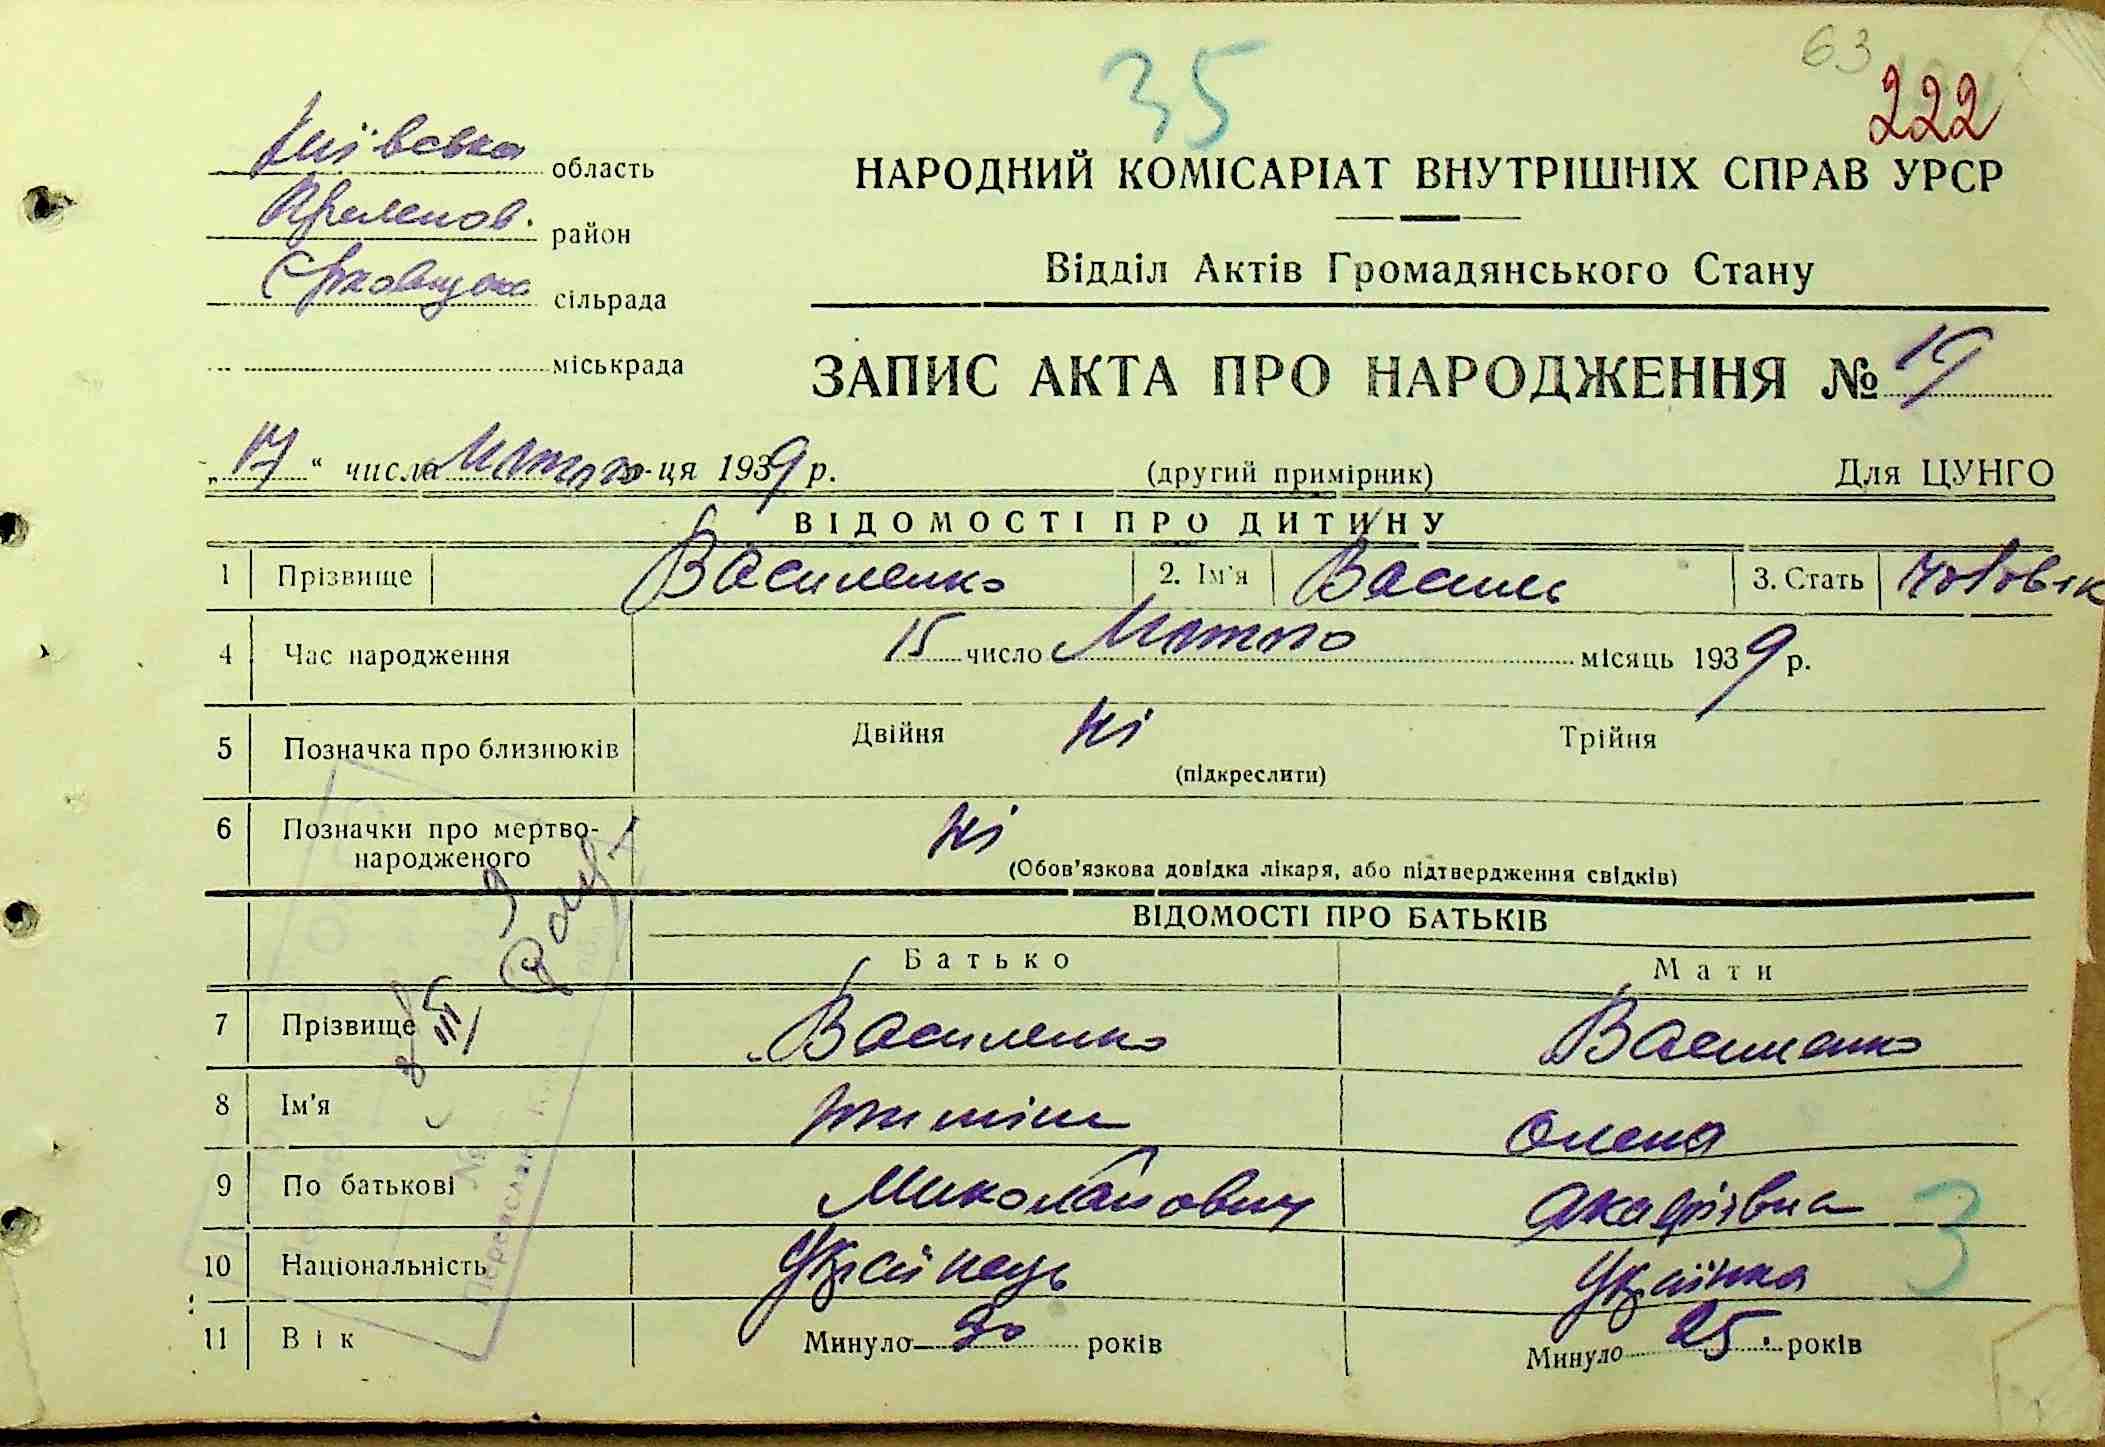 35
63
222
Київська область
район
сільрада
міськрада
НАРОДНИЙ КОМІСАРІАТ ВНУТРІШНІХ СПРАВ УРСР
Відділ Актів Громадянського Стану
ЗАПИС АКТА ПРО НАРОДЖЕННЯ № 19
„17“ числа Лютого м-ця 1939 р. (другий примірник) Для ЦУНГО
ВІДОМОСТІ ПРО ДИТИНУ
1 Прізвище Василенко 2. Ім'я Василь 3. Стать Чоловік
4 Час народження 15 число Лютого місяць 1939 р.
5 Позначка про близнюків Двійня Ні Трійня
(підкреслити)
6 Позначки про мертво-
народженого Ні
(Обов'язкова довідка лікаря, або підтвердження свідків)
ВІДОМОСТІ ПРО БАТЬКІВ
Батько Мати
7 Прізвище Василенко Василенко
8 Ім'я Тиміш Олена
9 По батькові Миколайович
10 Національність Українець Українка
3
11 Вік Минуло 30 років Минуло 25 років